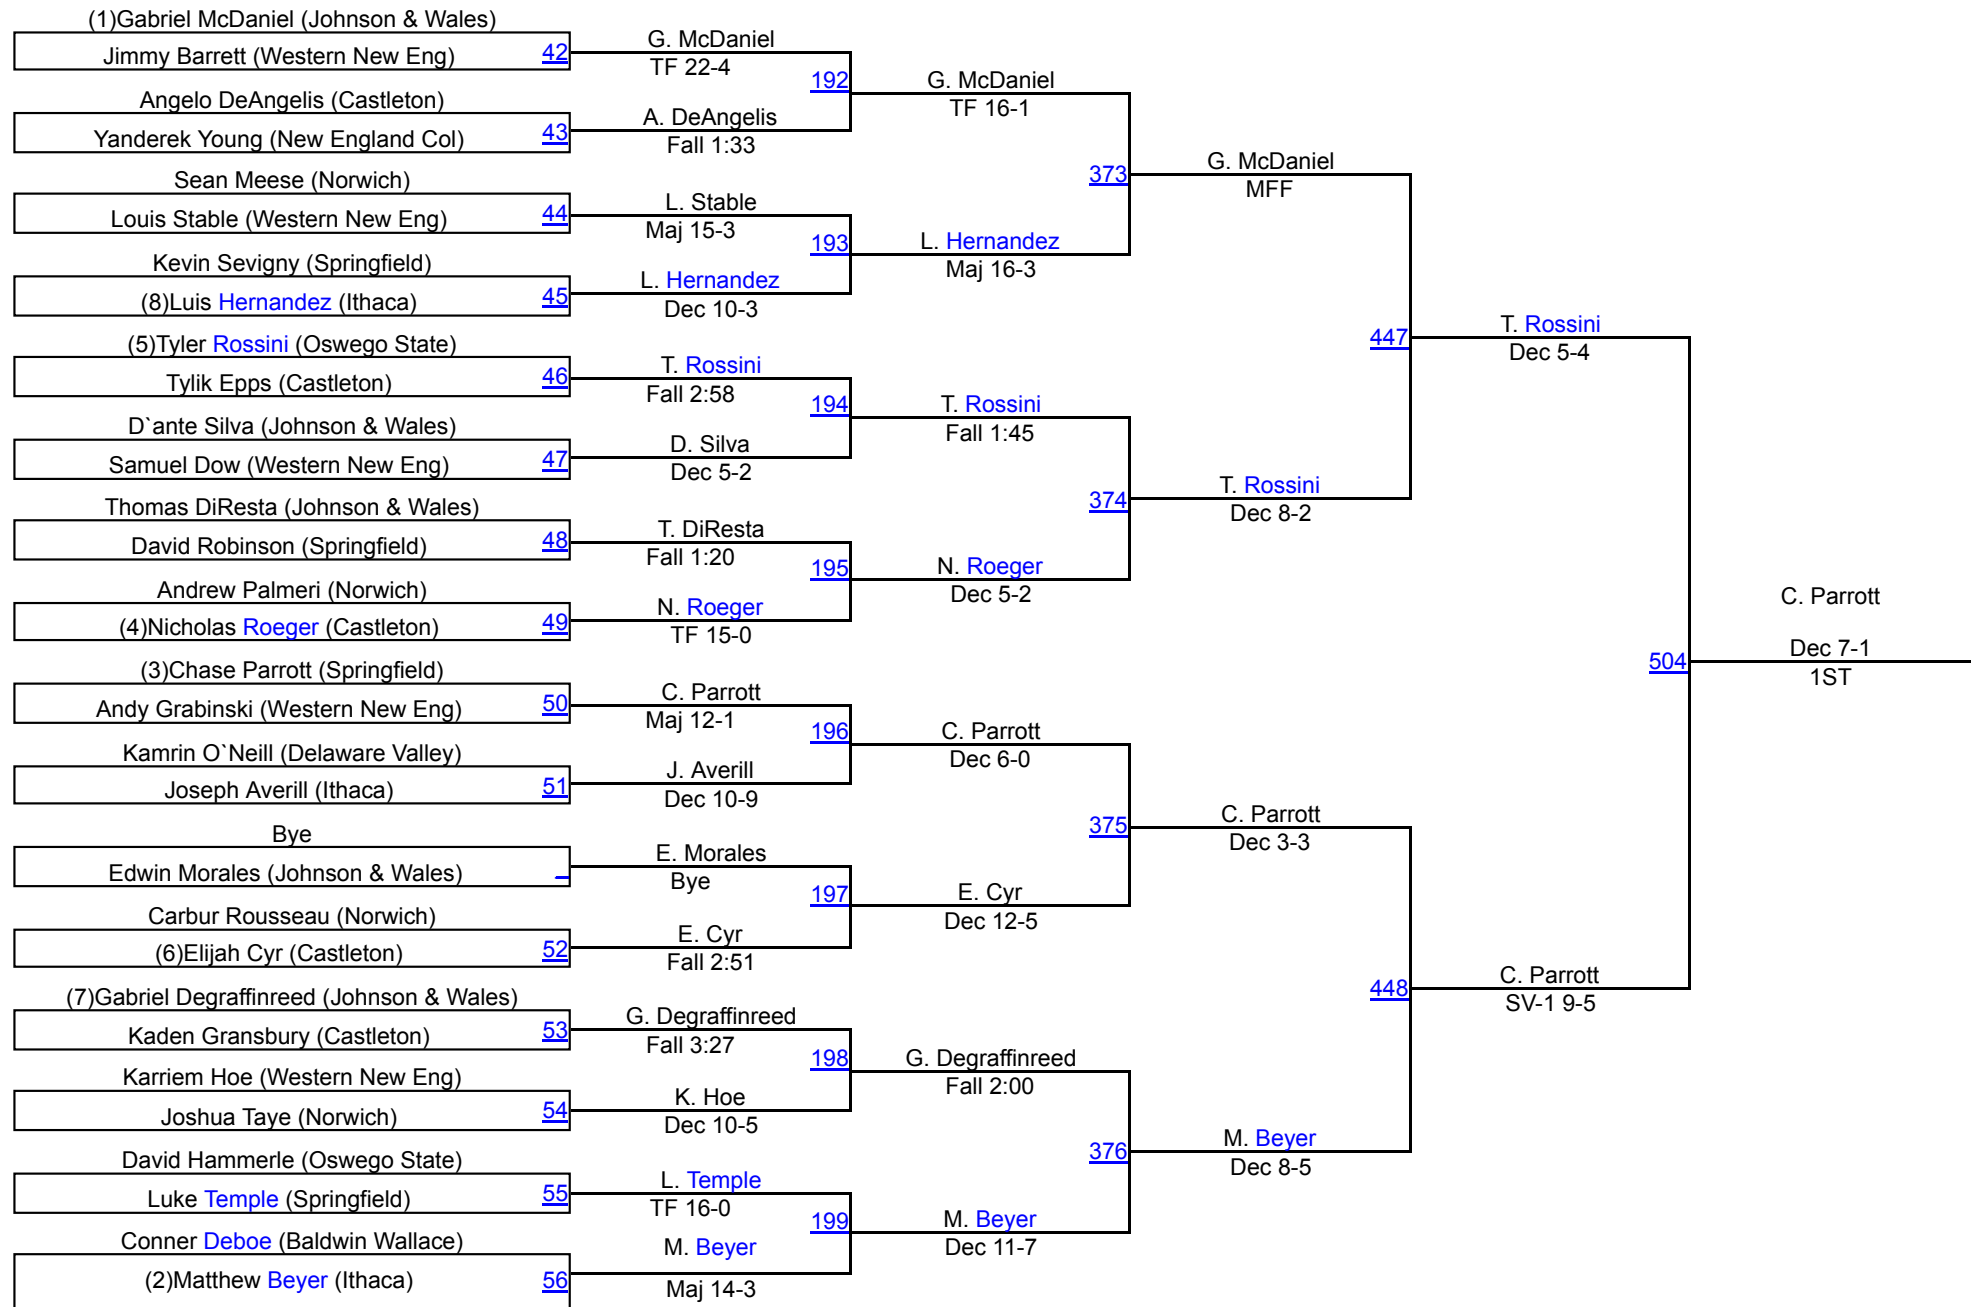 (1)Gabriel McDaniel (Johnson & Wales)
Jimmy Barrett (Western New Eng) 42
Angelo DeAngelis (Castleton)
Yanderek Young (New England Col) 43
Sean Meese (Norwich)
Louis Stable (Western New Eng) 44
Kevin Sevigny (Springfield)
(8)Luis Hernandez (Ithaca) 45
(5)Tyler Rossini (Oswego State)
Tylik Epps (Castleton) 46
D`ante Silva (Johnson & Wales)
Samuel Dow (Western New Eng) 47
Thomas DiResta (Johnson & Wales)
David Robinson (Springfield) 48
Andrew Palmeri (Norwich)
(4)Nicholas Roeger (Castleton) 49
(3)Chase Parrott (Springfield)
Andy Grabinski (Western New Eng) 50
Kamrin O`Neill (Delaware Valley)
Joseph Averill (Ithaca) 51
Bye
Edwin Morales (Johnson & Wales)
Carbur Rousseau (Norwich)
(6)Elijah Cyr (Castleton) 52
(7)Gabriel Degraffinreed (Johnson & Wales)
Kaden Gransbury (Castleton) 53
Karriem Hoe (Western New Eng)
Joshua Taye (Norwich) 54
David Hammerle (Oswego State)
Luke Temple (Springfield) 55
Conner Deboe (Baldwin Wallace)
(2)Matthew Beyer (Ithaca) 56
G. McDaniel
TF 22-4
192
A. DeAngelis
Fall 1:33
L. Stable
Maj 15-3
193
L. Hernandez
Dec 10-3
T. Rossini
Fall 2:58
194
D. Silva
Dec 5-2
T. DiResta
Fall 1:20
195
N. Roeger
TF 15-0
C. Parrott
Maj 12-1
196
J. Averill
Dec 10-9
E. Morales
Bye
197
E. Cyr
Fall 2:51
G. Degraffinreed
Fall 3:27
198
K. Hoe
Dec 10-5
L. Temple
TF 16-0
199
M. Beyer
Maj 14-3
G. McDaniel
TF 16-1
373
L. Hernandez
Maj 16-3
T. Rossini
Fall 1:45
374
N. Roeger
Dec 5-2
C. Parrott
Dec 6-0
375
E. Cyr
Dec 12-5
G. Degraffinreed
Fall 2:00
376
M. Beyer
Dec 11-7
G. McDaniel
MFF
447
T. Rossini
Dec 8-2
C. Parrott
Dec 3-3
448
M. Beyer
Dec 8-5
T. Rossini
Dec 5-4
504
C. Parrott
SV-1 9-5
C. Parrott
Dec 7-1
1ST